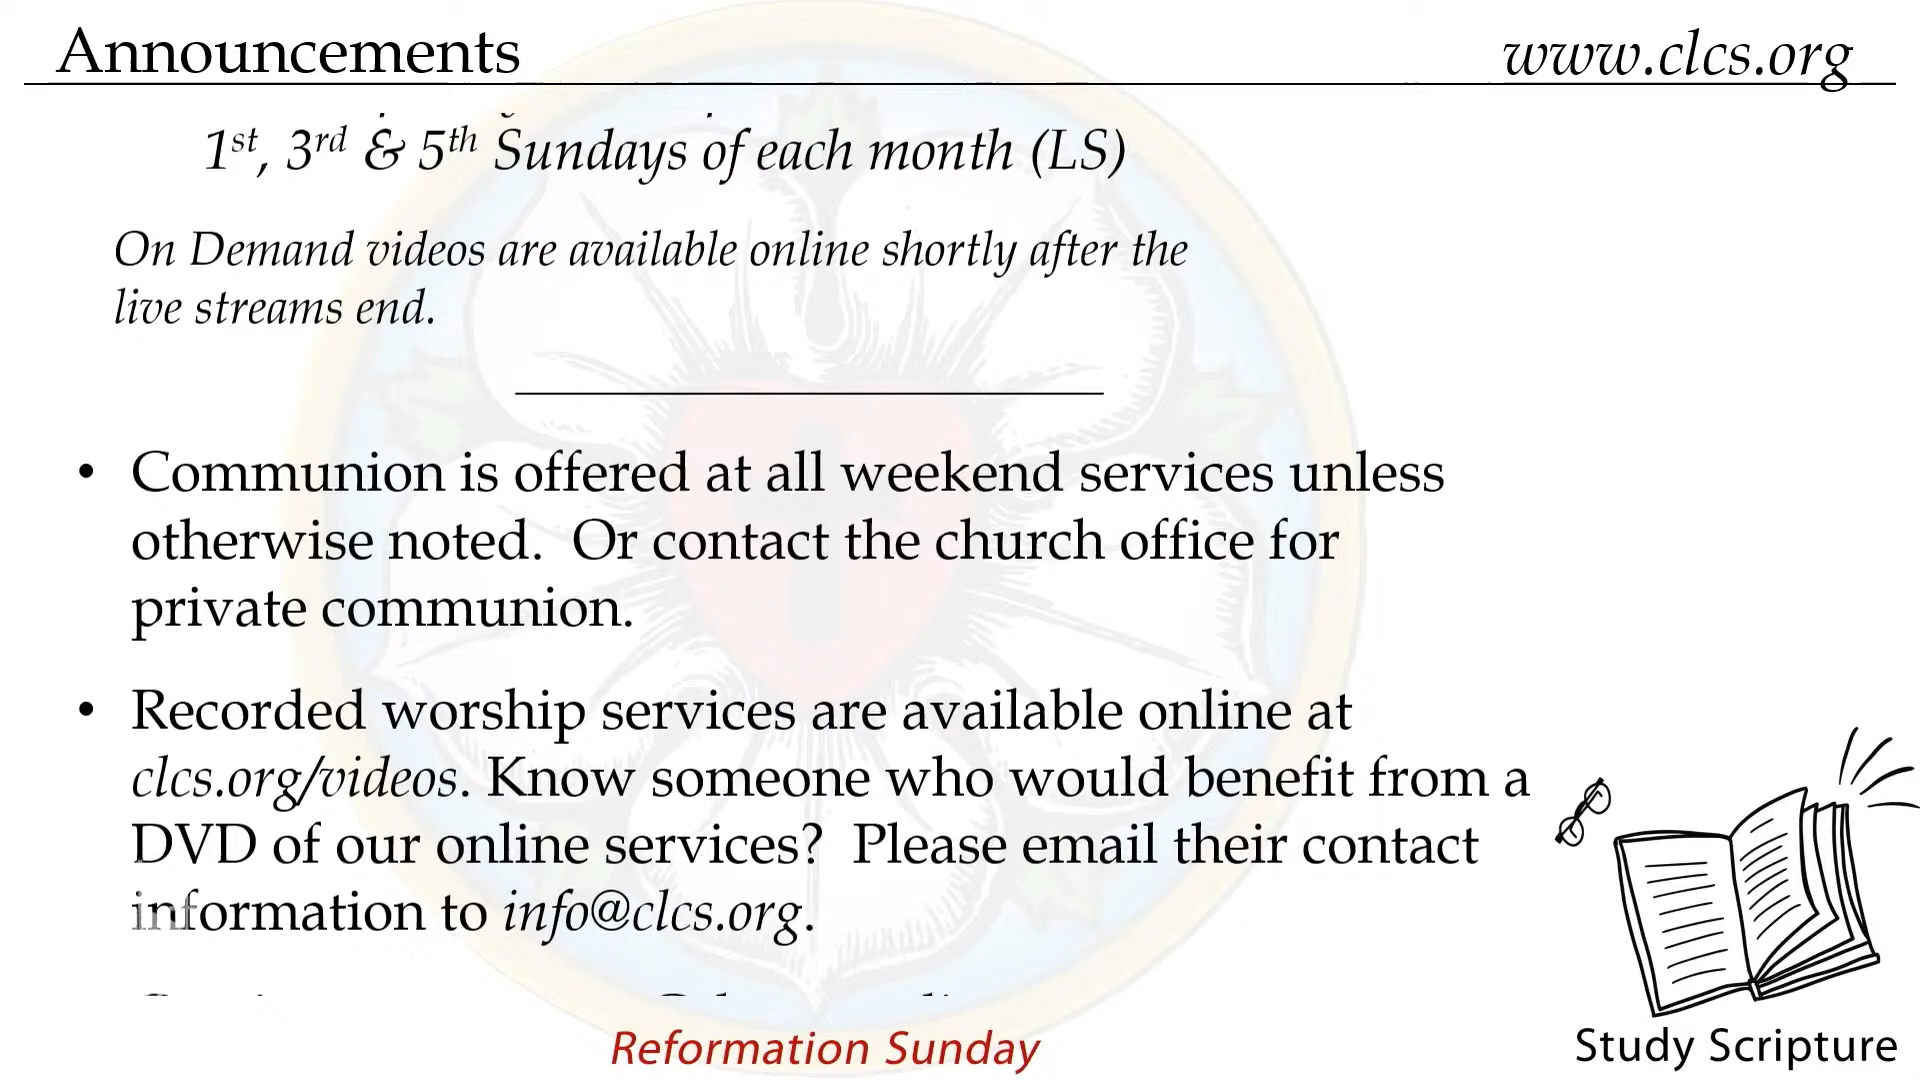 Announcements
www.clcs.org
1st, 3rd & 5th Sundays of each month (LS)
On Demand videos are available online shortly after the
live streams end.
• Communion is offered at all weekend services unless
otherwise noted.  Or contact the church office for
private communion.
• Recorded worship services are available online at
clcs.org/videos. Know someone who would benefit from a
DVD of our online services?  Please email their contact
information to info@clcs.org.
Reformation Sunday
Study Scripture